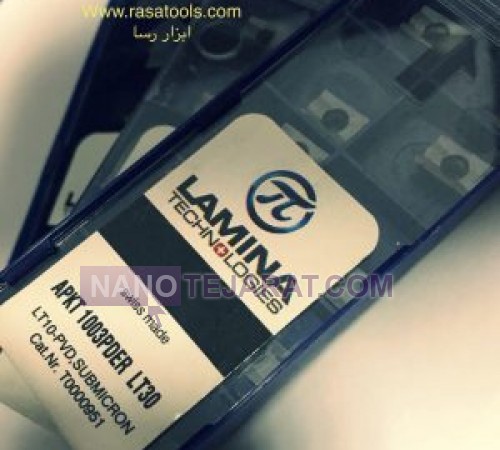 Www.rasatools.com
ابزار رسا
LAMINA
TECHNOLOGIES
swiss made
NANOTEJARAT.COM
APKT 1003PDER LT30
LT10-PVD.SUBMICRON
Cat.Nr. T0000951